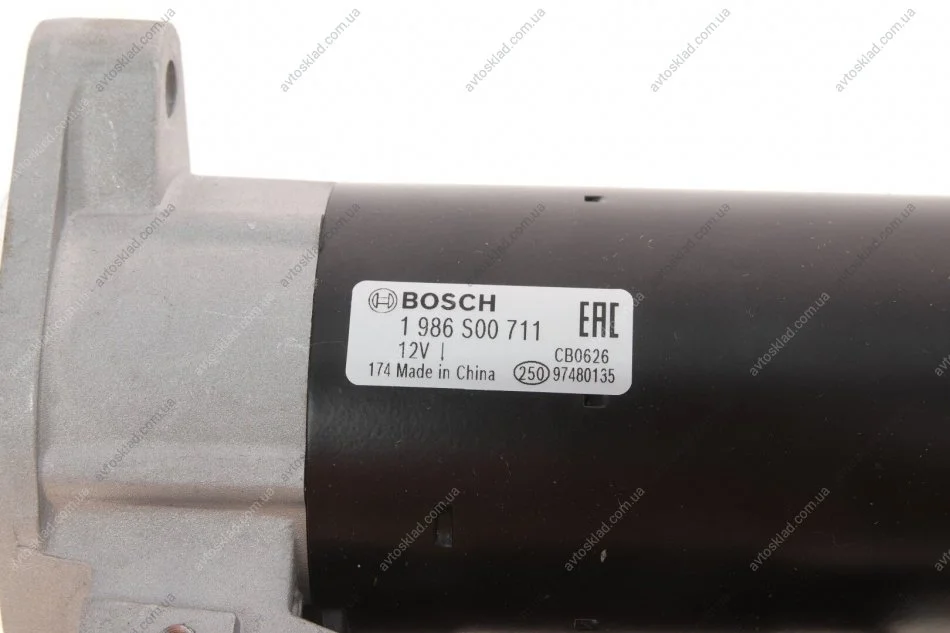 BOSCH
1 986 S00 711
EAC
12V |
CB0626
174 Made in China
250 97480135
avtosklad.com.ua